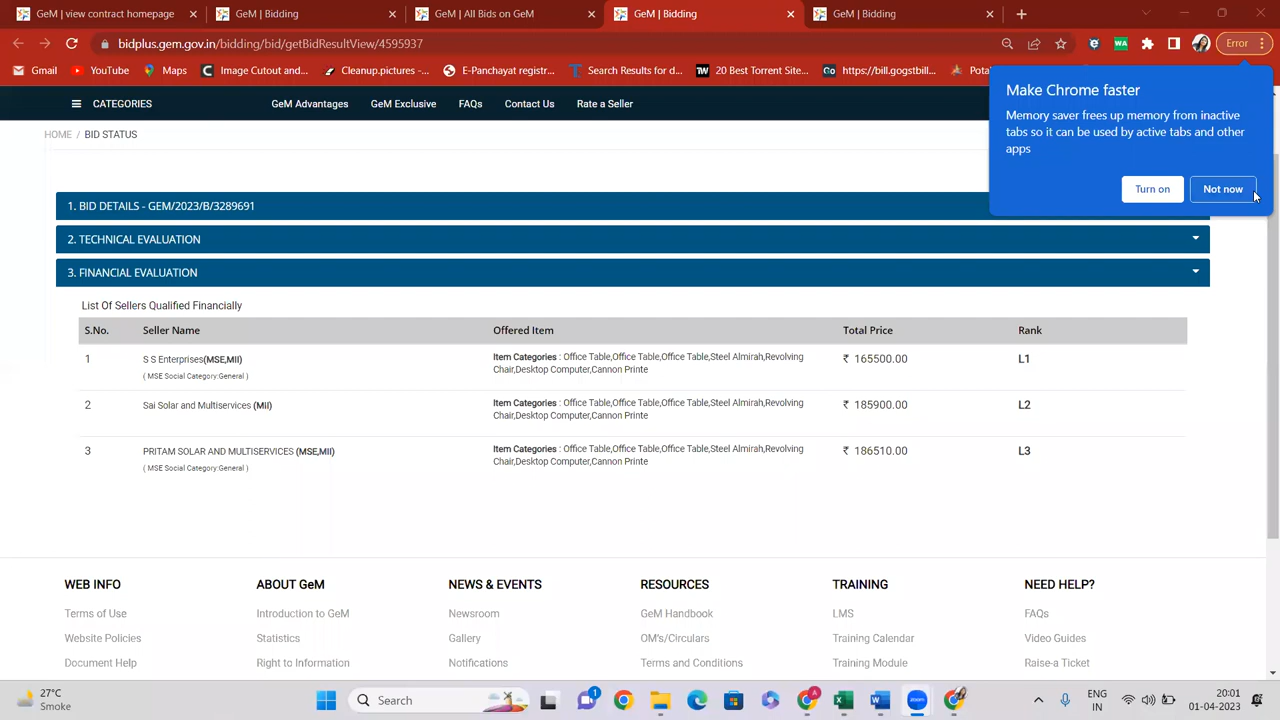 GeM | view contract homepage
GeM | Bidding
GeM | All Bids on GeM
GeM | Bidding
GeM | Bidding
bidplus.gem.gov.in/bidding/bid/getBidResultView/4595937
WA
Error
Gmail
YouTube
Maps
Image Cutout and...
Cleanup.pictures -...
E-Panchayat registr...
Search Results for d...
20 Best Torrent Site...
https://bill.gogstbill...
Make Chrome faster
Memory saver frees up memory from inactive
tabs so it can be used by active tabs and other
apps
Turn on
Not now
CATEGORIES
GeM Advantages
GeM Exclusive
FAQs
Contact Us
Rate a Seller
HOME / BID STATUS
1. BID DETAILS - GEM/2023/B/3289691
2. TECHNICAL EVALUATION
3. FINANCIAL EVALUATION
List Of Sellers Qualified Financially
S.No. Seller Name Offered Item Total Price Rank
1 S S Enterprises(MSE,MII) Item Categories : Office Table,Office Table,Office Table,Steel Almirah,Revolving ₹ 165500.00 L1
( MSE Social Category:General ) Chair,Desktop Computer,Cannon Printe
2 Sai Solar and Multiservices (MII) Item Categories : Office Table,Office Table,Office Table,Steel Almirah,Revolving ₹ 185900.00 L2
Chair,Desktop Computer,Cannon Printe
3 PRITAM SOLAR AND MULTISERVICES (MSE,MII) Item Categories : Office Table,Office Table,Office Table,Steel Almirah,Revolving ₹ 186510.00 L3
( MSE Social Category:General ) Chair,Desktop Computer,Cannon Printe
WEB INFO
Terms of Use
Website Policies
Document Help
ABOUT GeM
Introduction to GeM
Statistics
Right to Information
NEWS & EVENTS
Newsroom
Gallery
Notifications
RESOURCES
GeM Handbook
OM's/Circulars
Terms and Conditions
TRAINING
LMS
Training Calendar
Training Module
NEED HELP?
FAQs
Video Guides
Raise-a Ticket
27°C
Smoke
Search
1
A
zoom
ENG
IN
20:01
01-04-2023